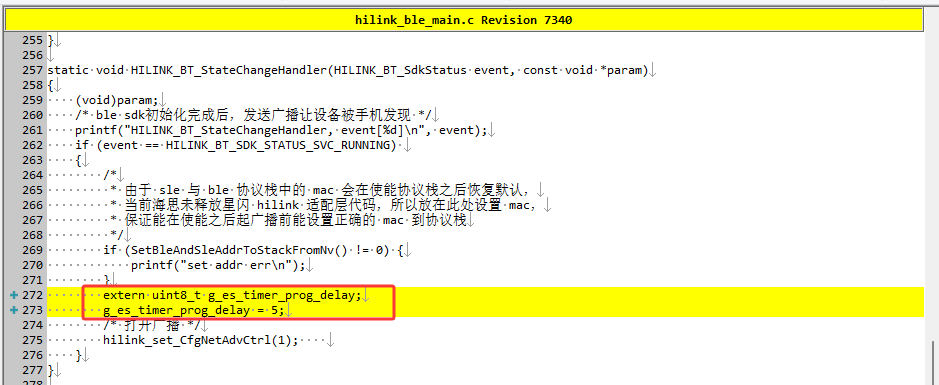 hilink_ble_main.c Revision 7340
255 }
256
257 static void HILINK_BT_StateChangeHandler(HILINK_BT_SdkStatus event, const void *param)
258 {
259     (void)param;
260     /* ble sdk初始化完成后，发送广播让设备被手机发现 */
261     printf("HILINK_BT_StateChangeHandler, event[%d]\n", event);
262     if (event == HILINK_BT_SDK_STATUS_SVC_RUNNING)
263     {
264         /*
265          * 由于 sle 与 ble 协议栈中的 mac 会在使能协议栈之后恢复默认，
266          * 当前海思未释放星闪 hilink 适配层代码，所以放在此处设置 mac，
267          * 保证能在使能之后起广播前能设置正确的 mac 到协议栈
268          */
269         if (SetBleAndSleAddrToStackFromNv() != 0) {
270             printf("set addr err\n");
271         }
272         extern uint8_t g_es_timer_prog_delay;
273         g_es_timer_prog_delay = 5;
274         /* 打开广播 */
275         hilink_set_CfgNetAdvCtrl(1);
276     }
277 }
278